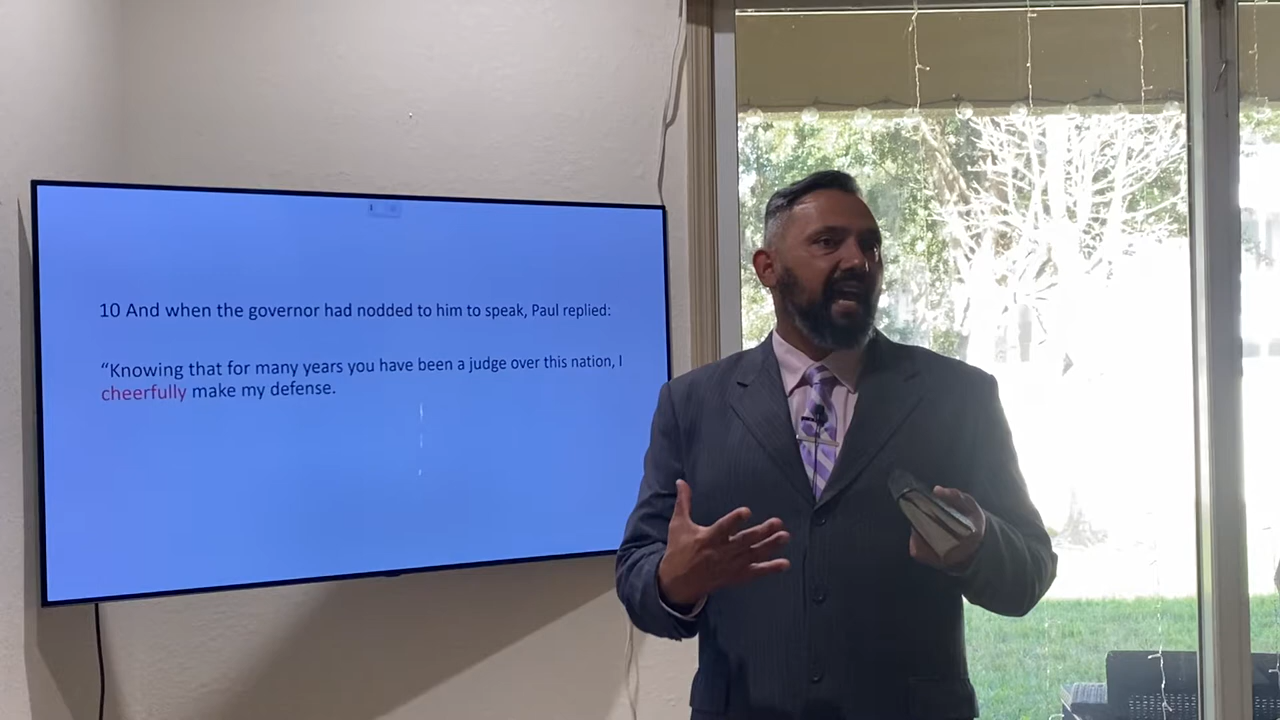 10 And when the governor had nodded to him to speak, Paul replied:
“Knowing that for many years you have been a judge over this nation, I
cheerfully make my defense.